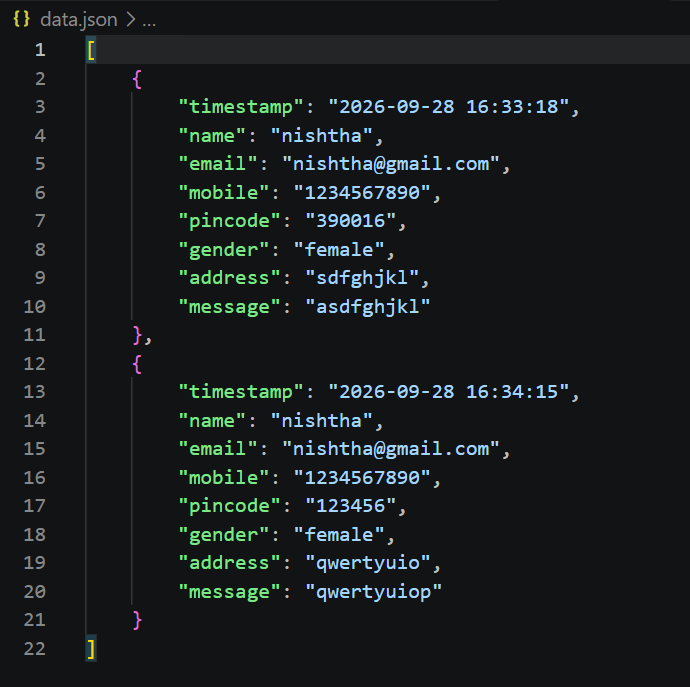 {} data.json > ...
1 [
2 {
3 "timestamp": "2026-09-28 16:33:18",
4 "name": "nishtha",
5 "email": "nishtha@gmail.com",
6 "mobile": "1234567890",
7 "pincode": "390016",
8 "gender": "female",
9 "address": "sdfghjkl",
10 "message": "asdfghjkl"
11 },
12 {
13 "timestamp": "2026-09-28 16:34:15",
14 "name": "nishtha",
15 "email": "nishtha@gmail.com",
16 "mobile": "1234567890",
17 "pincode": "123456",
18 "gender": "female",
19 "address": "qwertyuio",
20 "message": "qwertyuiop"
21 }
22 ]